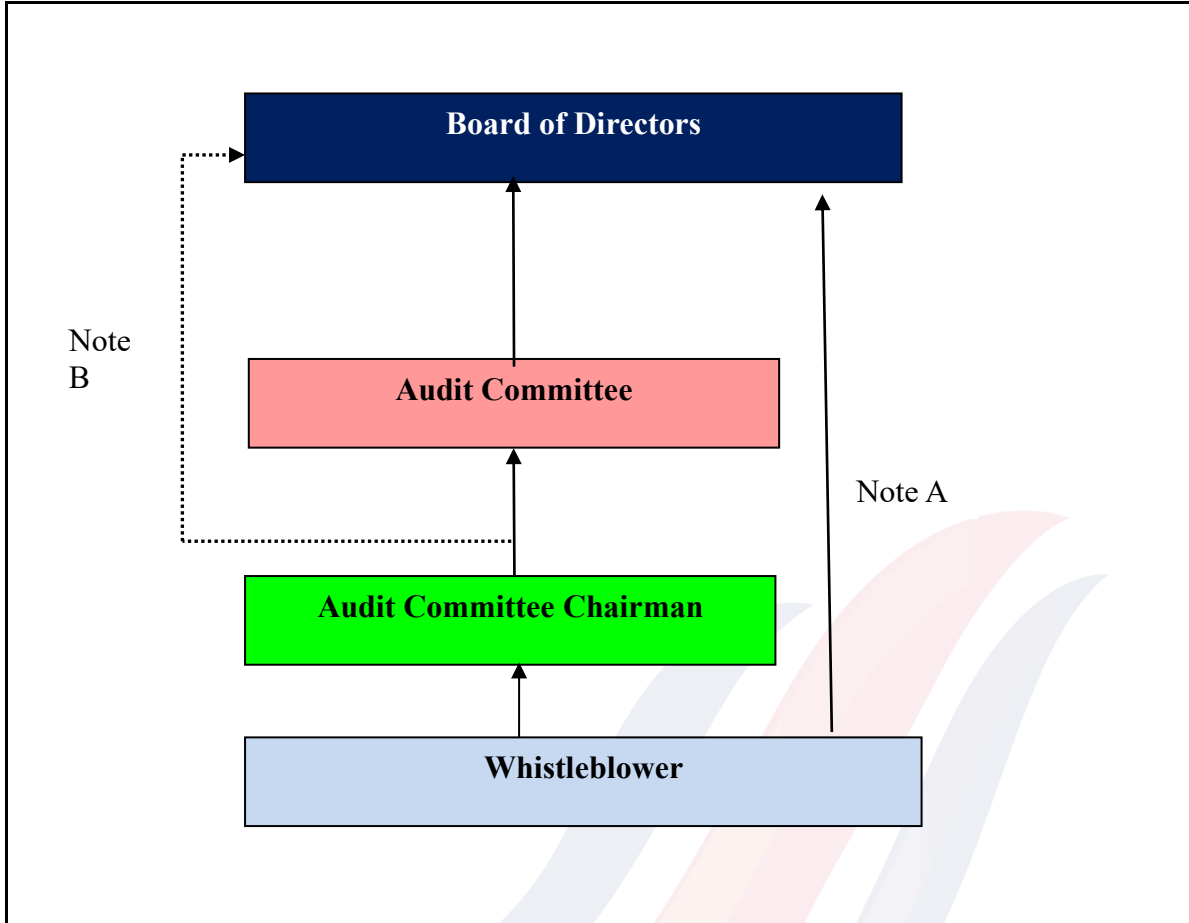 Board of Directors
Note
B
Audit Committee
Note A
Audit Committee Chairman
Whistleblower